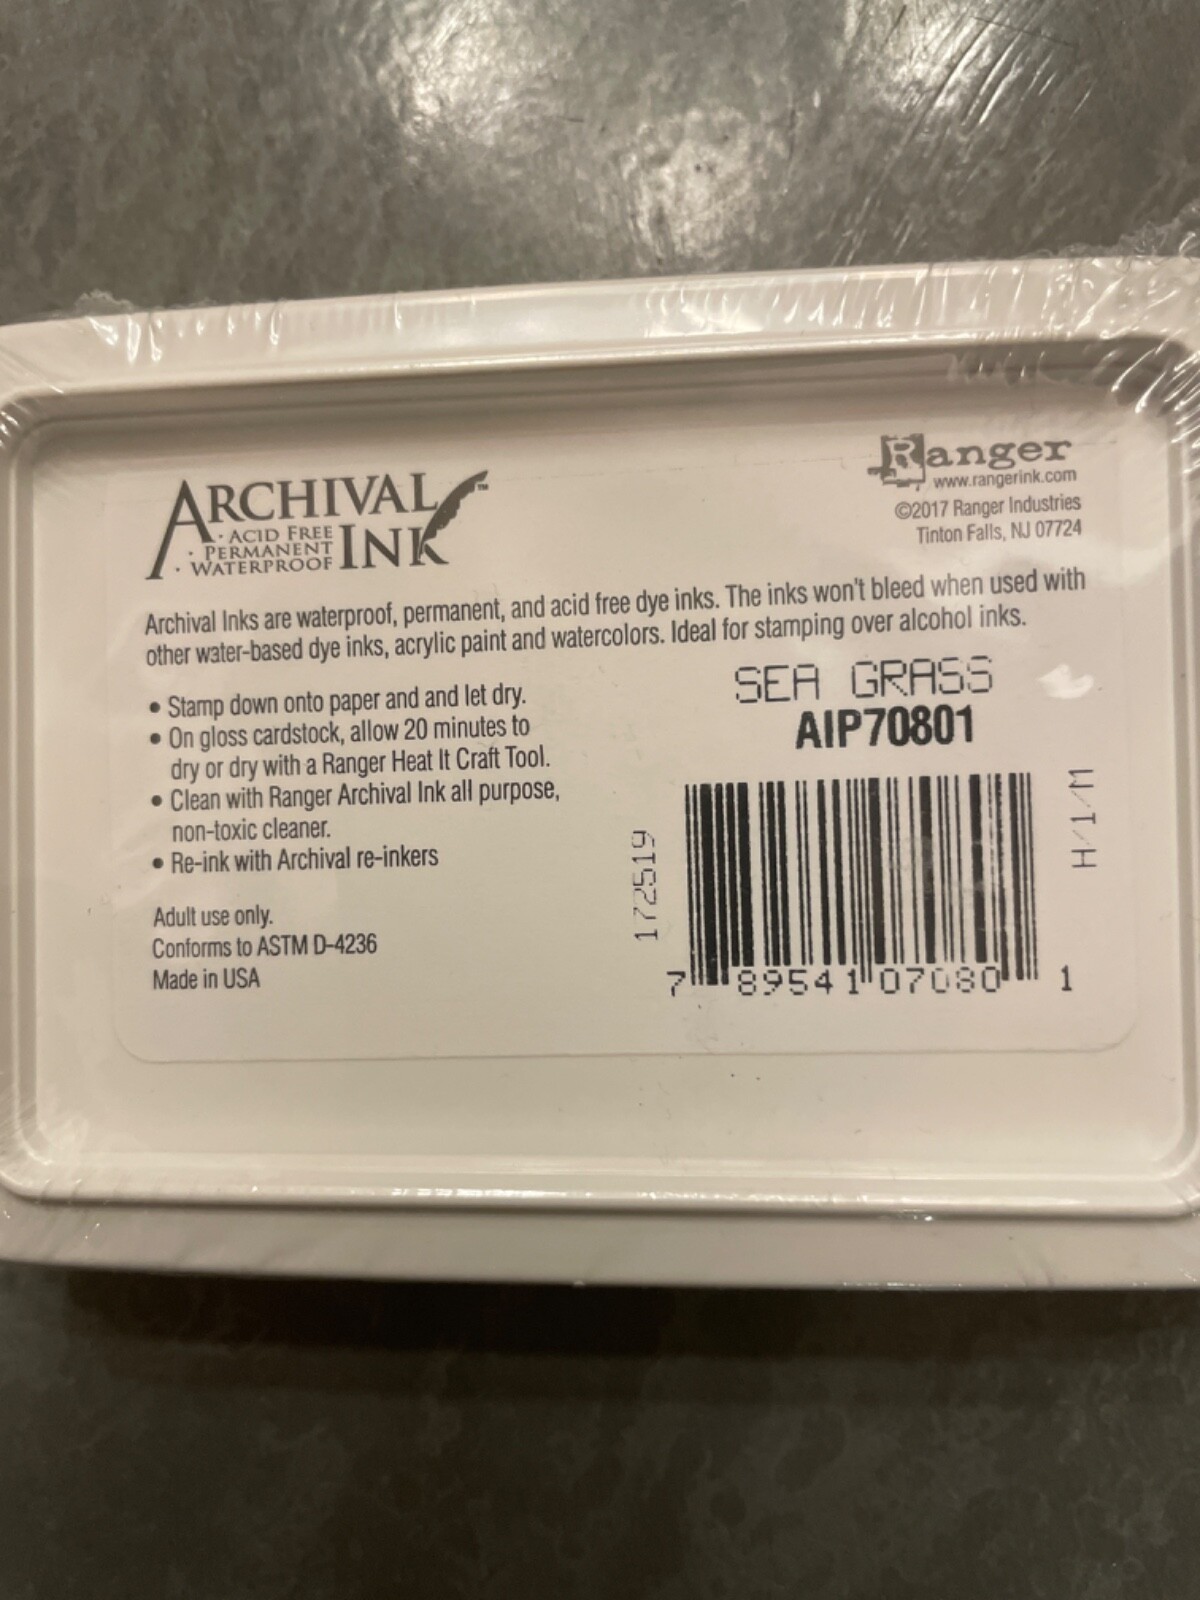 ARCHIVAL INK™
· ACID FREE
· PERMANENT
· WATERPROOF
Ranger
www.rangerink.com
©2017 Ranger Industries
Tinton Falls, NJ 07724
Archival Inks are waterproof, permanent, and acid free dye inks. The inks won't bleed when used with
other water-based dye inks, acrylic paint and watercolors. Ideal for stamping over alcohol inks.
• Stamp down onto paper and and let dry.
• On gloss cardstock, allow 20 minutes to
dry or dry with a Ranger Heat It Craft Tool.
• Clean with Ranger Archival Ink all purpose,
non-toxic cleaner.
• Re-ink with Archival re-inkers
Adult use only.
Conforms to ASTM D-4236
Made in USA
SEA GRASS
AIP70801
172519
H/1/M
7 89541 07080 1